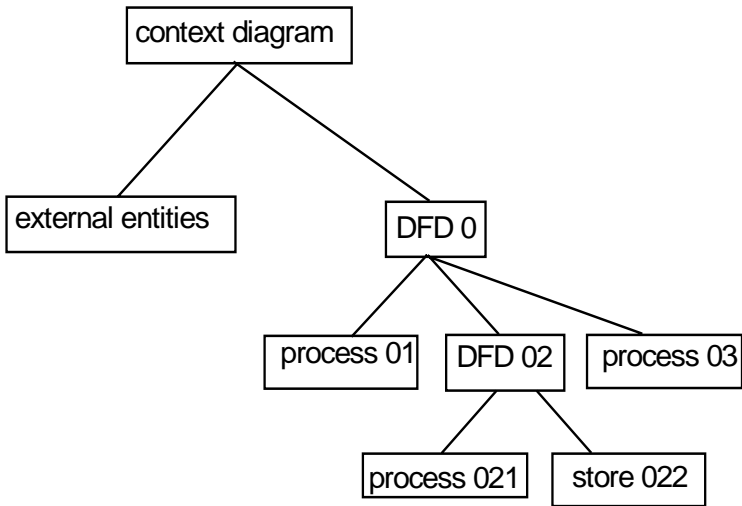 context diagram
external entities
DFD 0
process 01
DFD 02
process 03
process 021
store 022